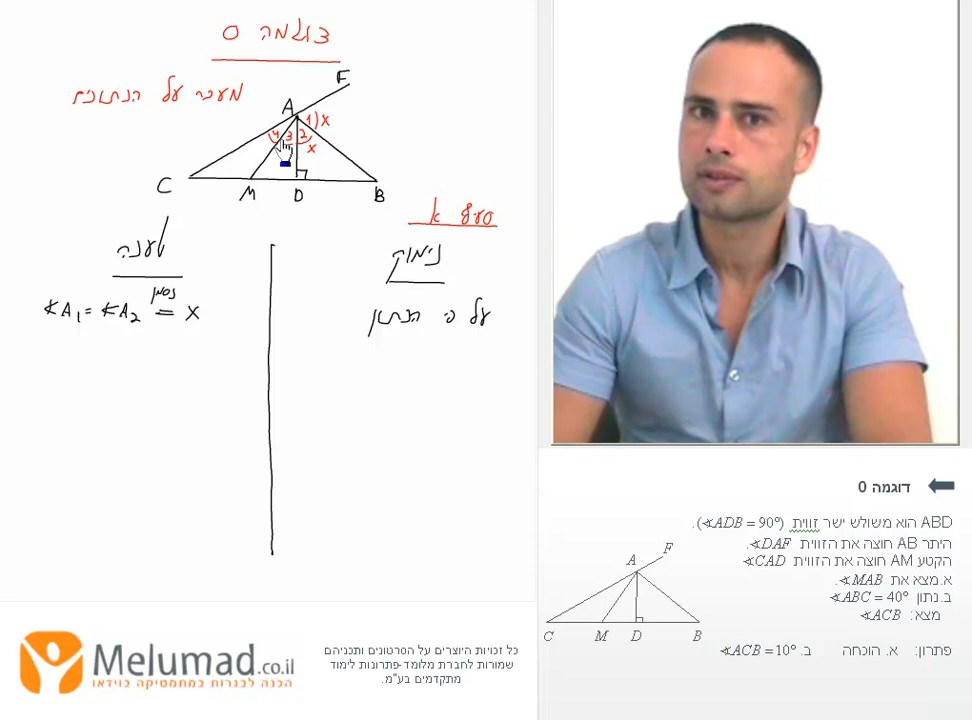 דוגמה 0
מעבר על הנתונים
F
A
1) x
4 3 2
x
C M D B
סעיף א
טענה
נימוק
∢A₁ = ∢A₂ נסמן = x
על פי הנתון
דוגמה 0
ABD הוא משולש ישר זווית (∢ADB = 90°).
היתר AB חוצה את הזווית ∢DAF.
הקטע AM חוצה את הזווית ∢CAD
א.מצא את ∢MAB.
ב.נתון ∢ABC = 40°
מצא: ∢ACB
פתרון: א. הוכחה ב. ∢ACB = 10°
F
A
C M D B
Melumad.co.il
הכנה לבגרות במתמטיקה בוידאו
כל זכויות היוצרים על הסרטונים ותכניהם
שמורות לחברת מלומד-פתרונות לימוד
מתקדמים בע"מ.